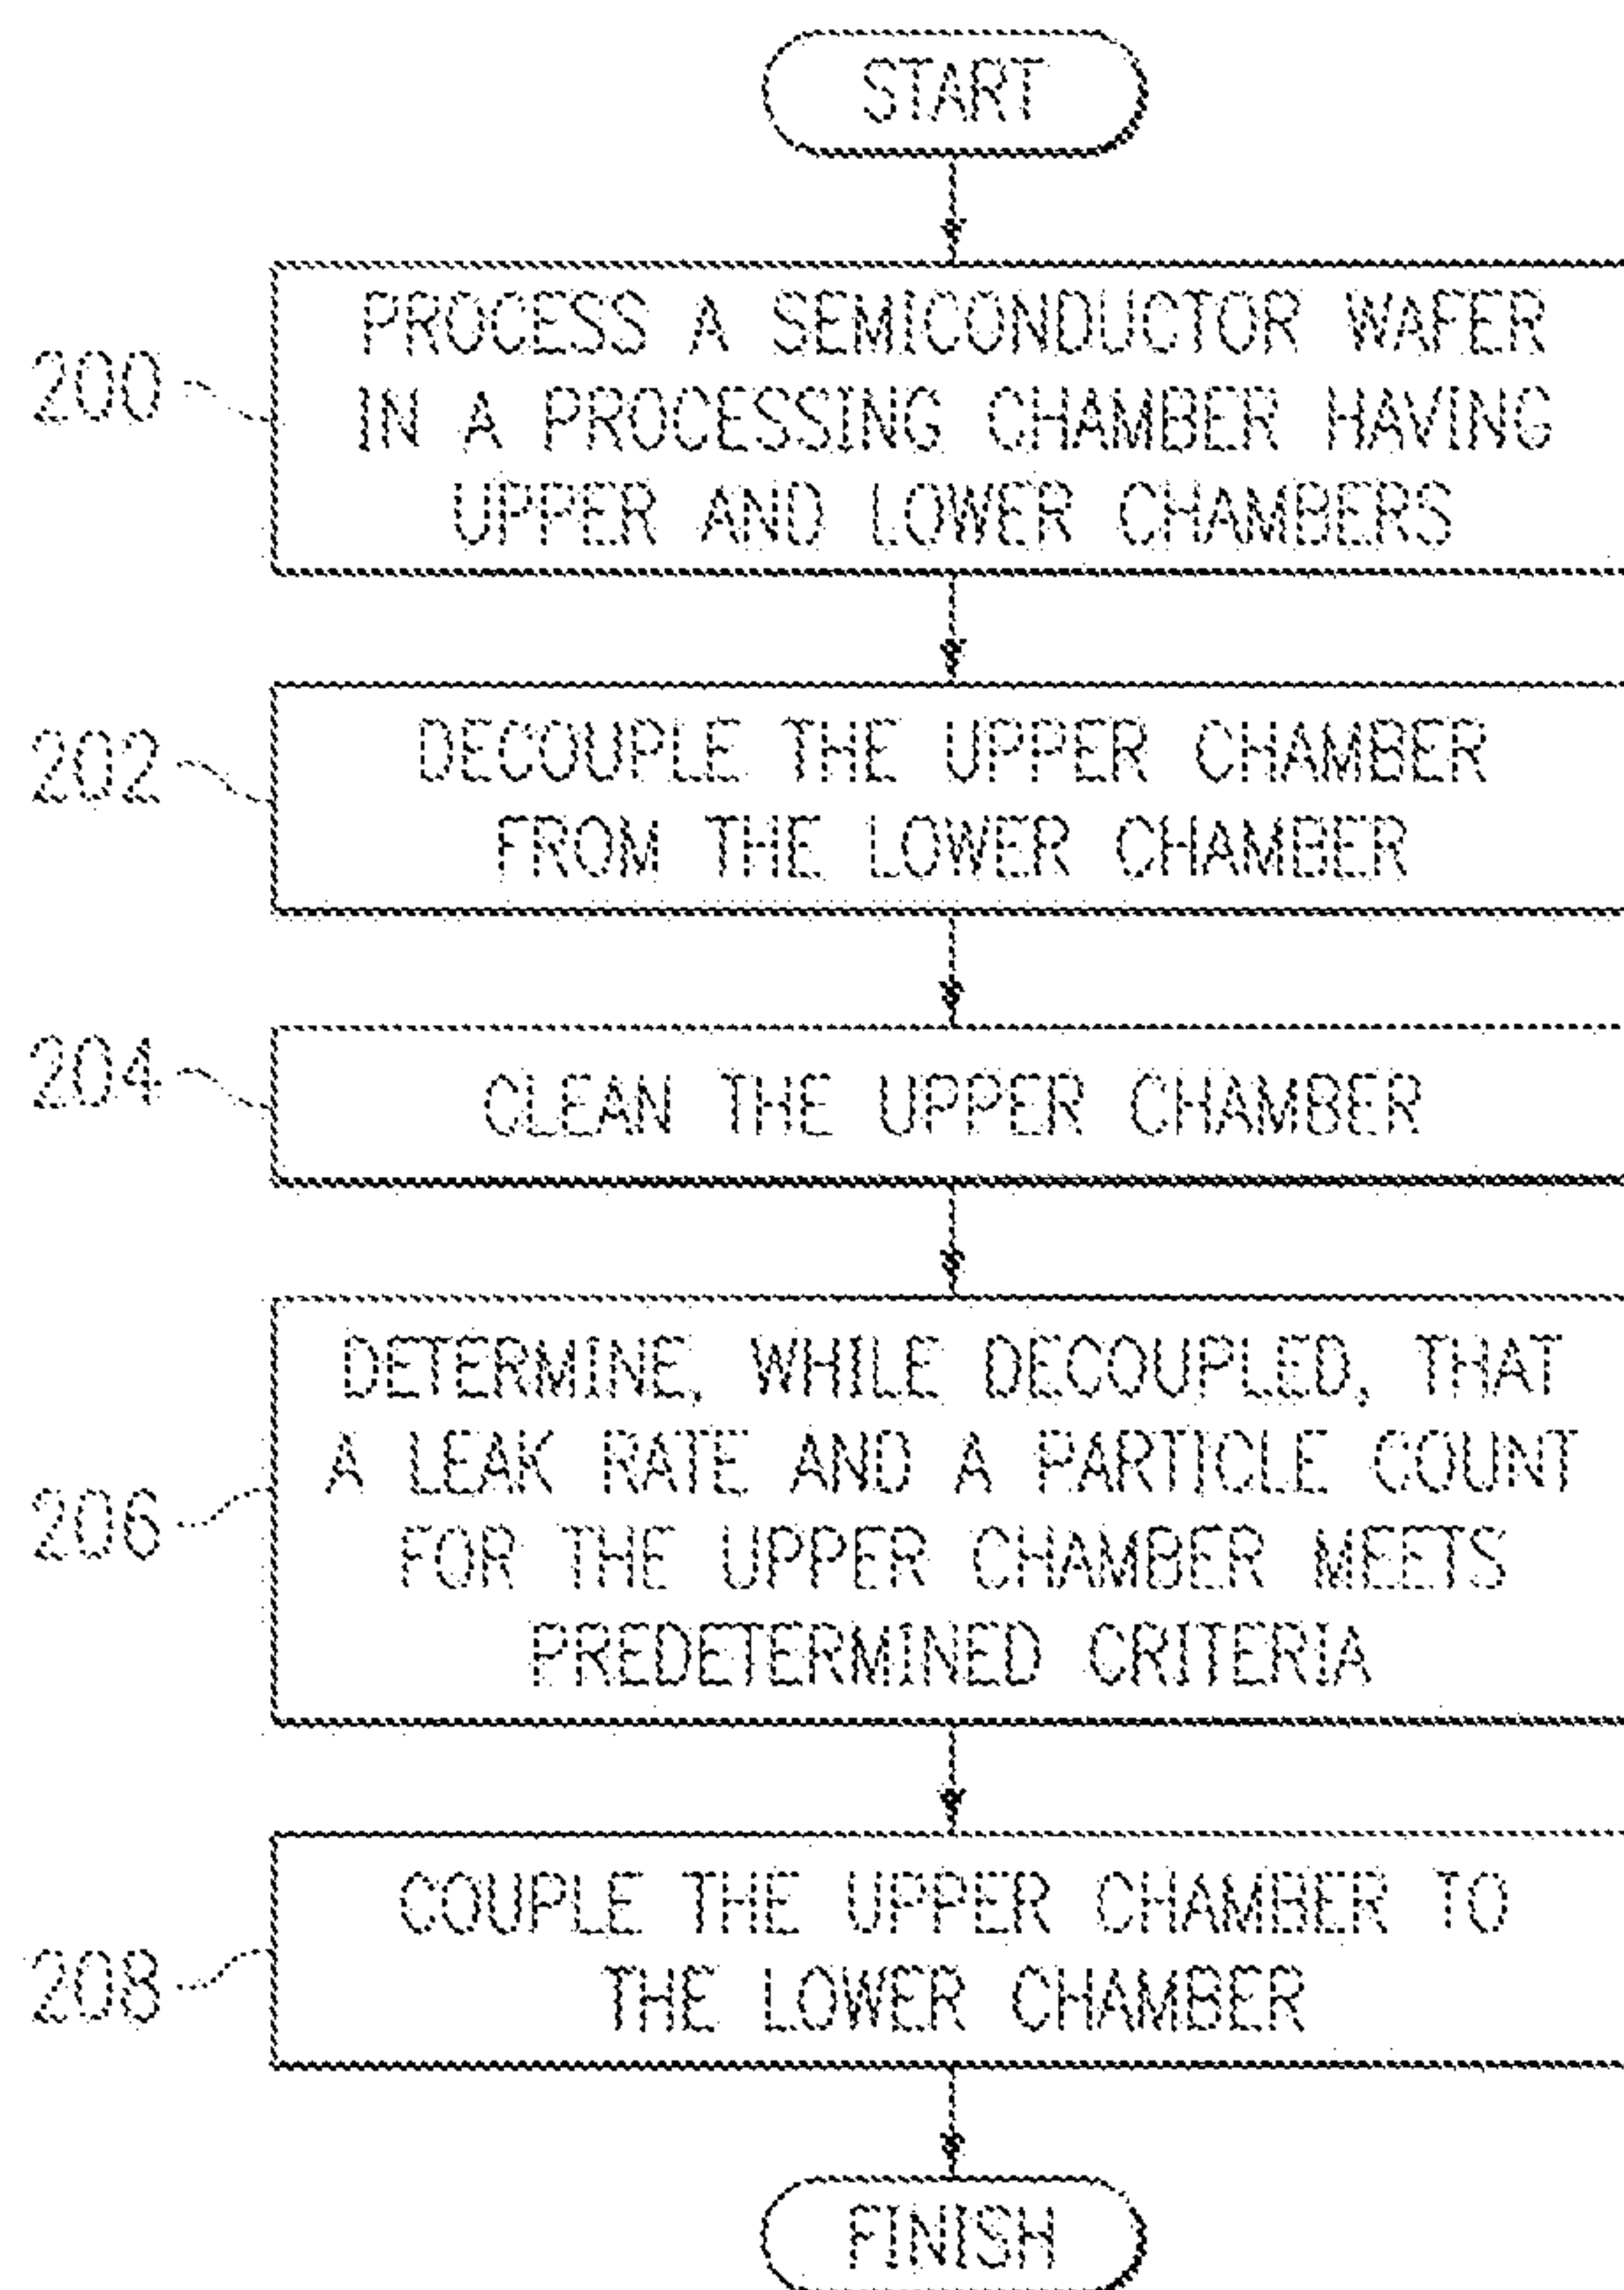 START
PROCESS A SEMICONDUCTOR WAFER
IN A PROCESSING CHAMBER HAVING
UPPER AND LOWER CHAMBERS
200
DECOUPLE THE UPPER CHAMBER
FROM THE LOWER CHAMBER
202
CLEAN THE UPPER CHAMBER
204
DETERMINE, WHILE DECOUPLED, THAT
A LEAK RATE AND A PARTICLE COUNT
FOR THE UPPER CHAMBER MEETS
PREDETERMINED CRITERIA
206
COUPLE THE UPPER CHAMBER TO
THE LOWER CHAMBER
208
FINISH